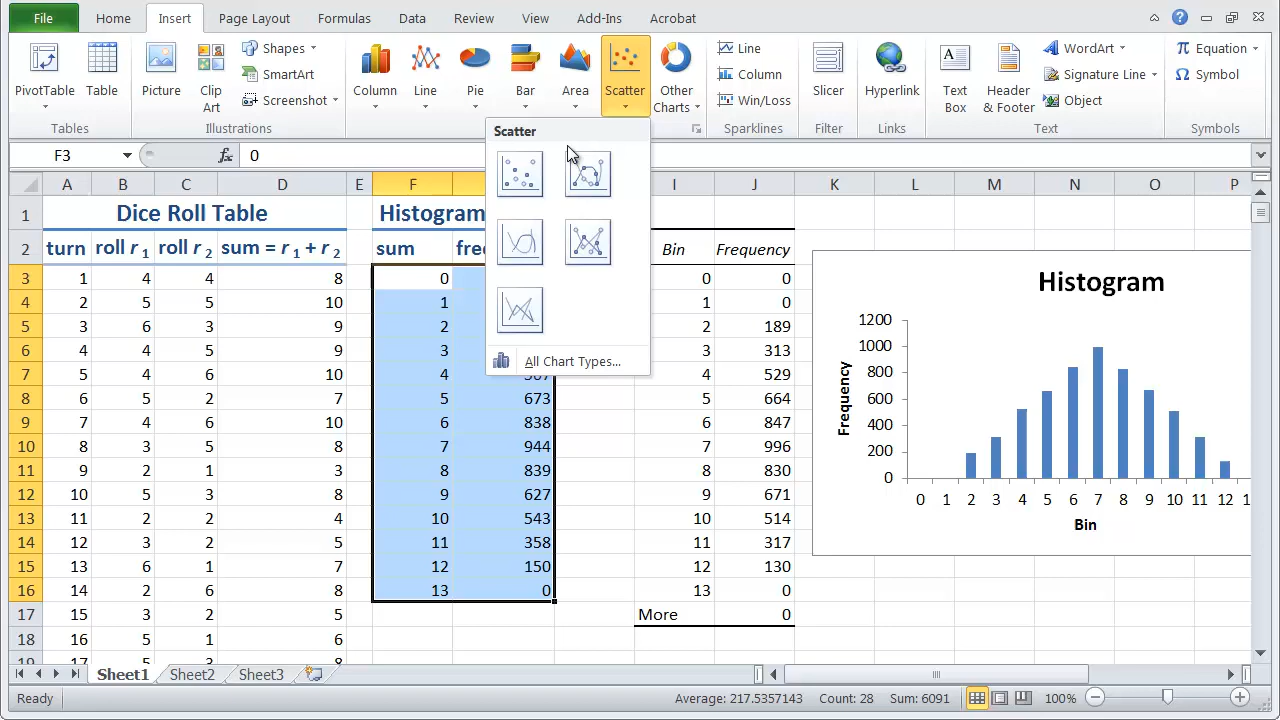 File Home Insert Page Layout Formulas Data Review View Add-Ins Acrobat
PivotTable Table Picture Clip Art Shapes SmartArt Screenshot Column Line Pie Bar Area Scatter Other Charts Line Column Win/Loss Slicer Hyperlink Text Box Header & Footer WordArt Signature Line Object Equation Symbol
Tables Illustrations Sparklines Filter Links Text Symbols
F3 fx 0
Scatter
All Chart Types...
A B C D E F I J K L M N O P
1 Dice Roll Table Histogram
2 turn roll r 1 roll r 2 sum = r 1 + r 2 sum Bin Frequency
3 1 4 4 8 0 0 0
4 2 5 5 10 1 1 0
5 3 6 3 9 2 2 189
6 4 4 5 9 3 3 313
7 5 4 6 10 4 4 529
8 6 5 2 7 5 673 5 664
9 7 4 6 10 6 838 6 847
10 8 3 5 8 7 944 7 996
11 9 2 1 3 8 839 8 830
12 10 5 3 8 9 627 9 671
13 11 2 2 4 10 543 10 514
14 12 3 2 5 11 358 11 317
15 13 6 1 7 12 150 12 130
16 14 2 6 8 13 0 13 0
17 15 3 2 5 More 0
18 16 5 1 6
Histogram
1200
1000
800
600
400
200
0
Frequency
0 1 2 3 4 5 6 7 8 9 10 11 12
Bin
Sheet1 Sheet2 Sheet3
Ready Average: 217.5357143 Count: 28 Sum: 6091 100%